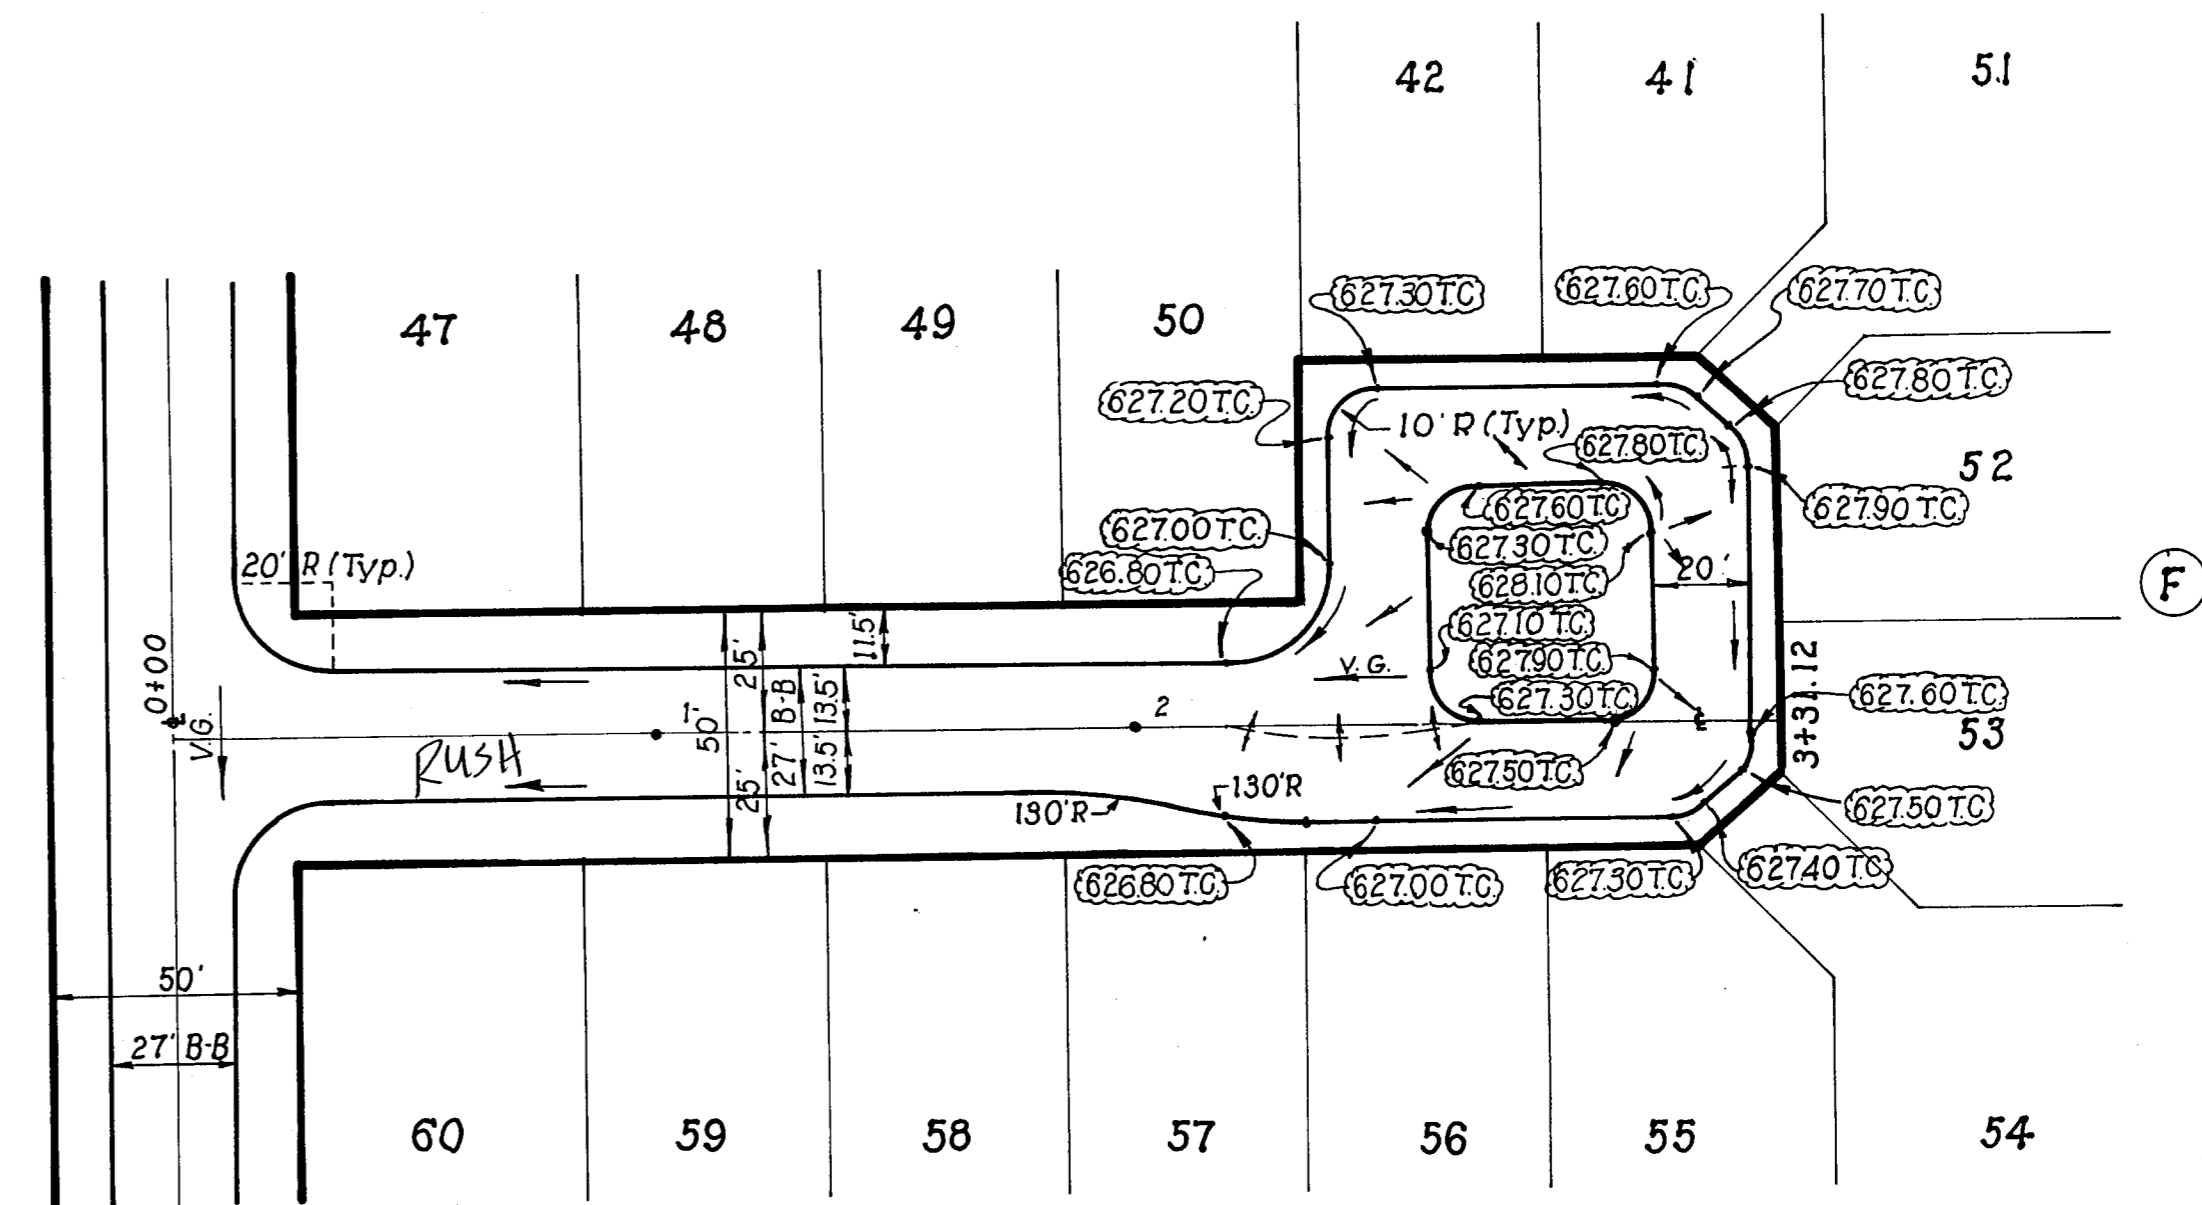 42
41
51
47
48
49
50
627.30 T.C.
627.60 T.C.
627.70 T.C.
627.80 T.C.
627.20 T.C.
10' R (Typ.)
627.80 T.C.
52
627.60 T.C.
627.90 T.C.
627.00 T.C.
627.30 T.C.
626.80 T.C.
628.10 T.C.
20'
F
20' R (Typ.)
627.10 T.C.
11.5'
25'
V.G.
627.90 T.C.
627.30 T.C.
627.60 T.C.
0+00
℄
V.G.
1
50'
27' B-B
13.5'
13.5'
25'
2
℄
53
3+31.12
RUSH
627.50 T.C.
130'R
130'R
627.50 T.C.
626.80 T.C.
627.00 T.C.
627.30 T.C.
627.40 T.C.
50'
27' B-B
60
59
58
57
56
55
54